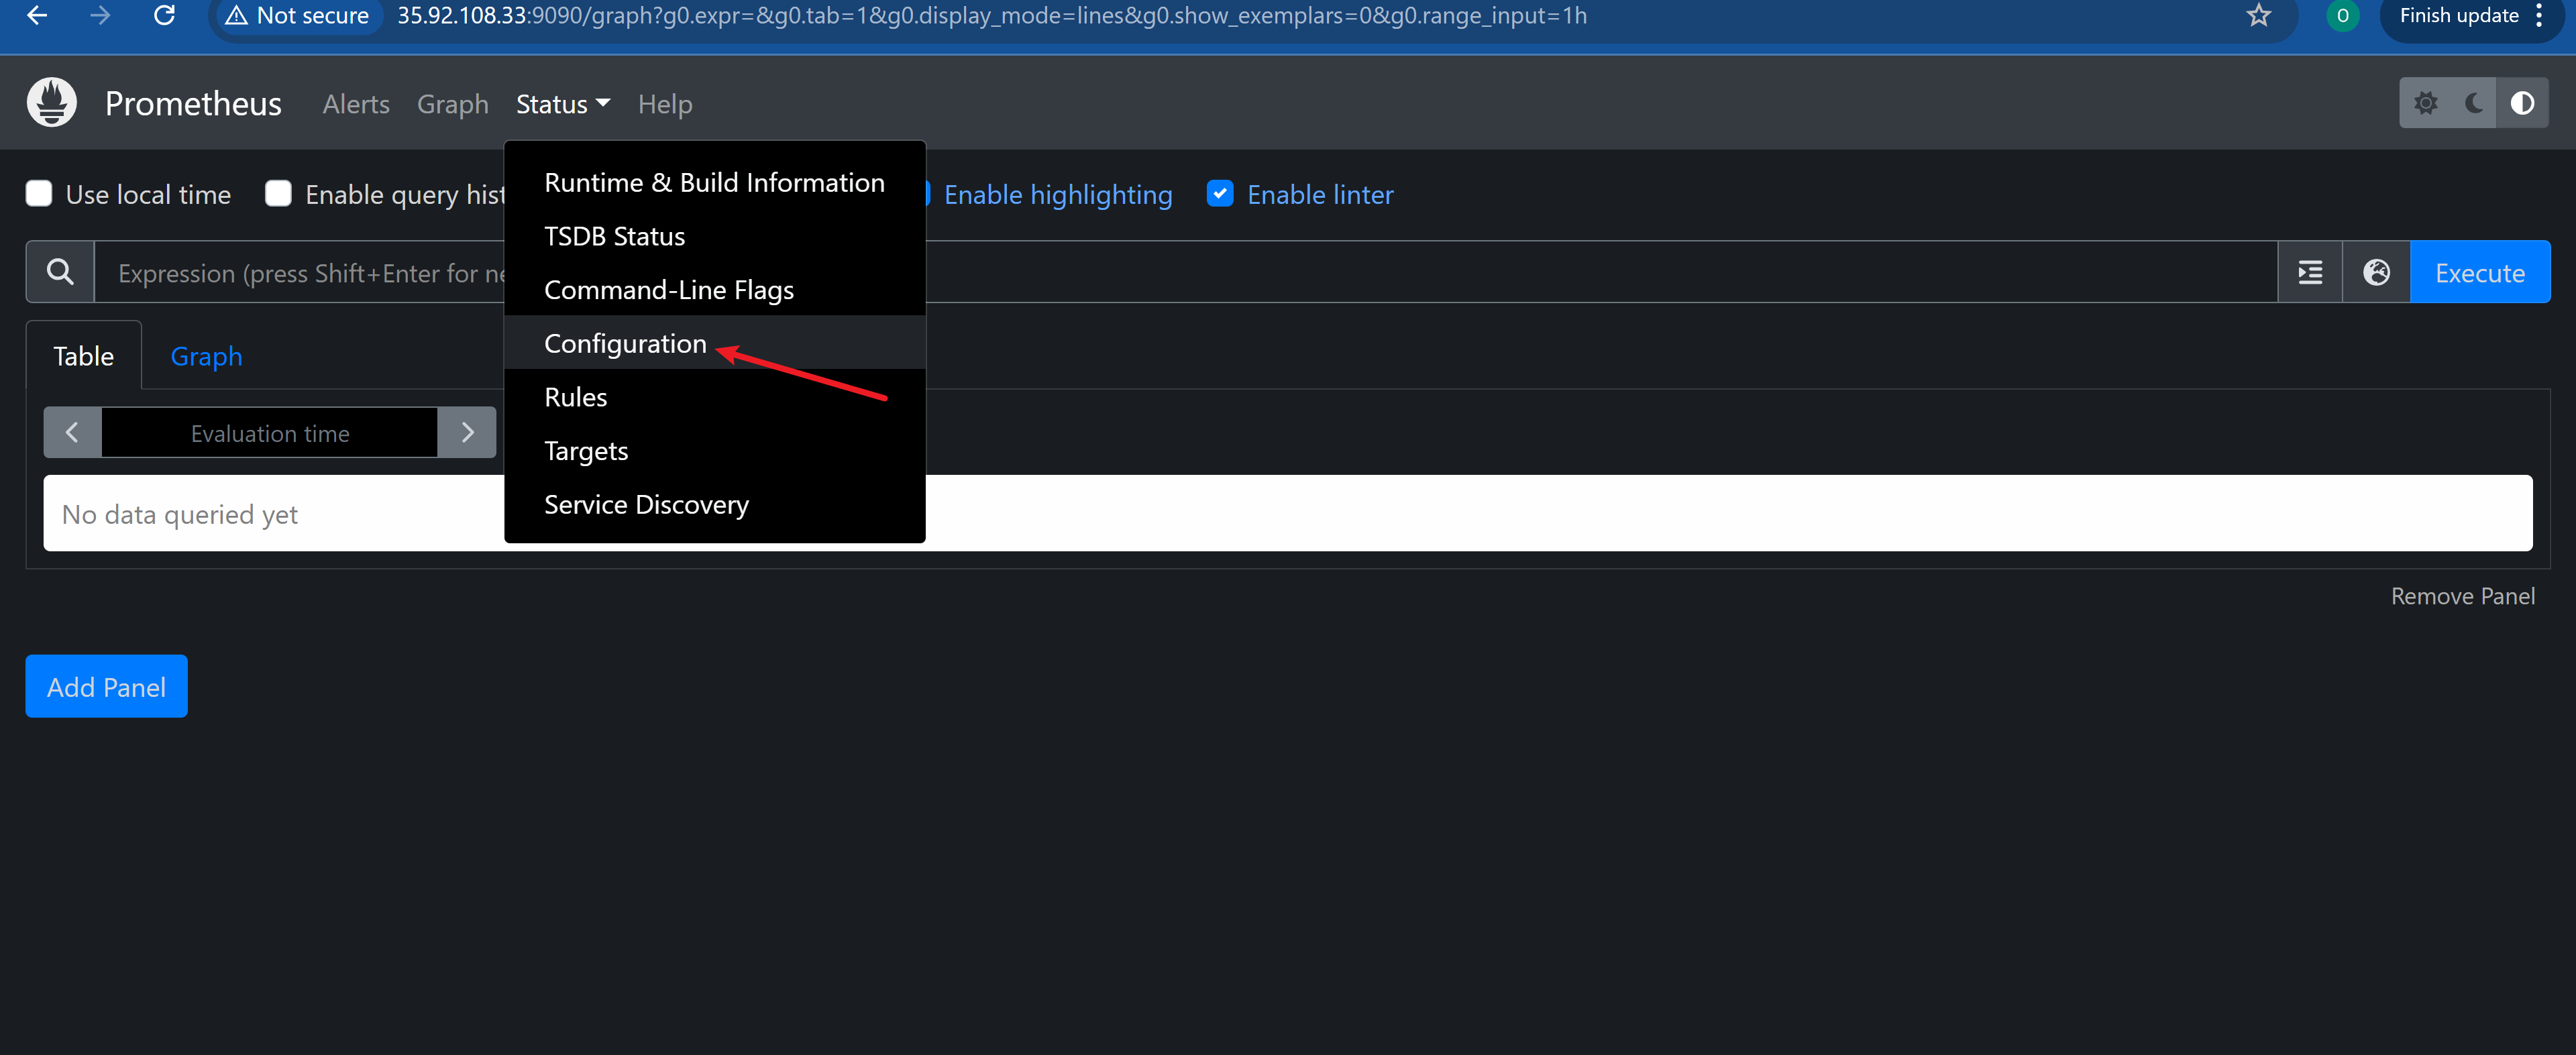 Not secure 35.92.108.33:9090/graph?g0.expr=&g0.tab=1&g0.display_mode=lines&g0.show_exemplars=0&g0.range_input=1h O Finish update
Prometheus Alerts Graph Status Help
Use local time Enable query hist Enable highlighting Enable linter
Runtime & Build Information
TSDB Status
Command-Line Flags
Configuration
Rules
Targets
Service Discovery
Expression (press Shift+Enter for ne Execute
Table Graph
Evaluation time
No data queried yet
Remove Panel
Add Panel